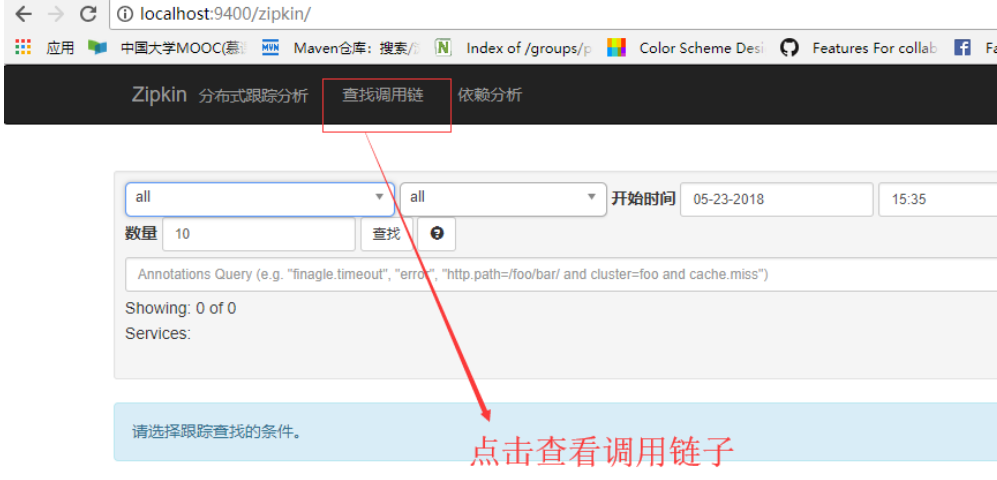 localhost:9400/zipkin/
应用 中国大学MOOC(慕 MVN Maven仓库：搜索/ N Index of /groups/p Color Scheme Desi Features For collab Fa
Zipkin 分布式跟踪分析 查找调用链 依赖分析
all all 开始时间 05-23-2018 15:35
数量 10 查找
Annotations Query (e.g. "finagle.timeout", "error", "http.path=/foo/bar/ and cluster=foo and cache.miss")
Showing: 0 of 0
Services:
请选择跟踪查找的条件。
点击查看调用链子